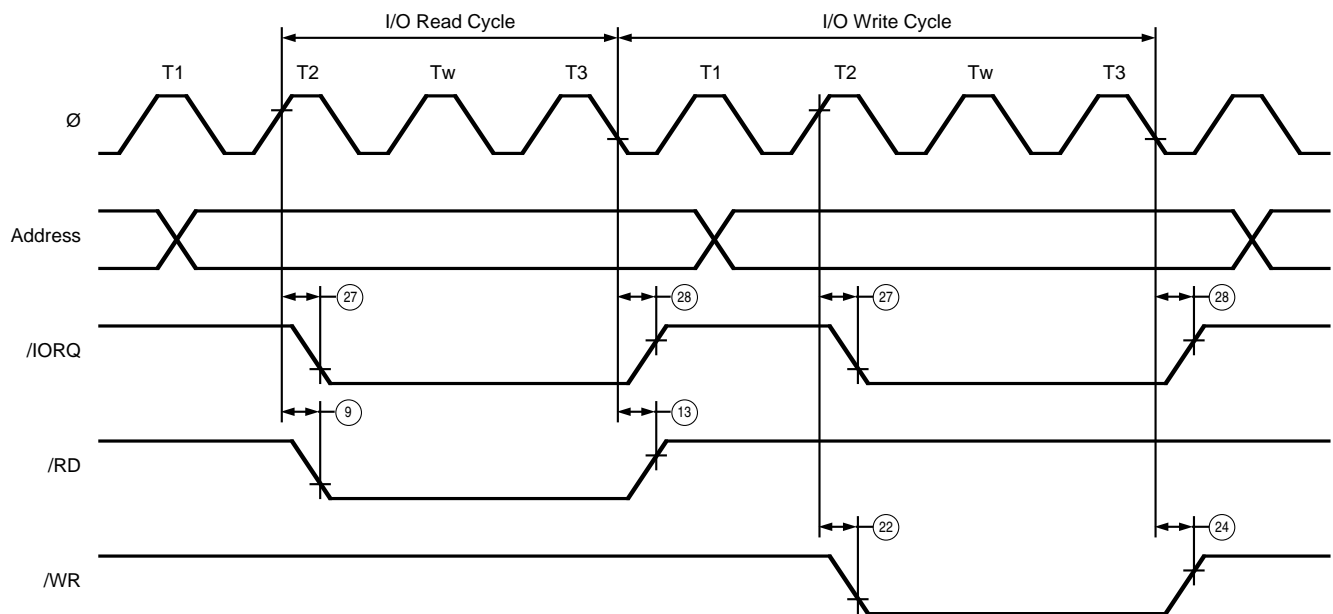 I/O Read Cycle I/O Write Cycle
T1 T2 Tw T3 T1 T2 Tw T3
Ø
Address
27 28 27 28
/IORQ
9 13
/RD
22 24
/WR